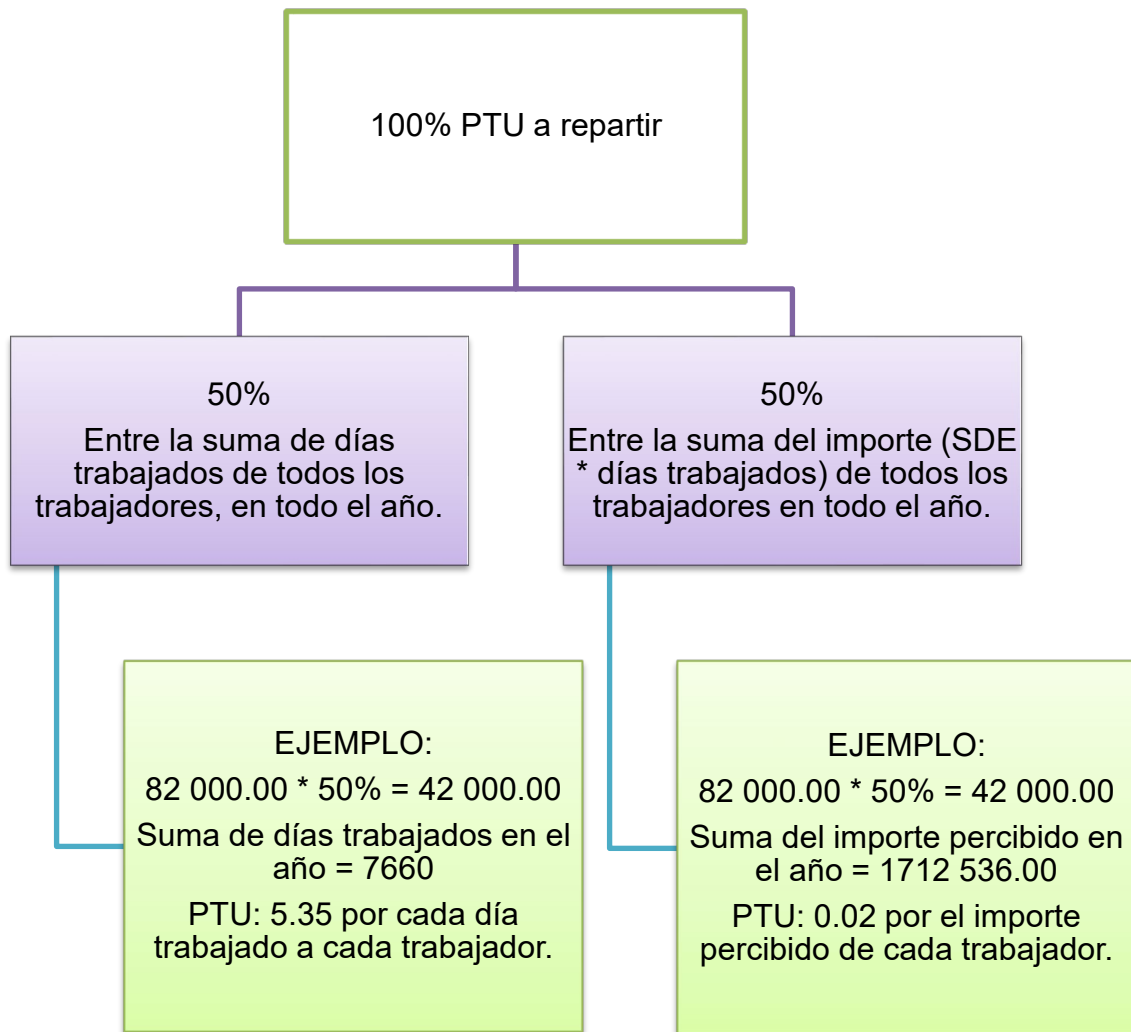 100% PTU a repartir
50%
Entre la suma de días
trabajados de todos los
trabajadores, en todo el año.
50%
Entre la suma del importe (SDE
* días trabajados) de todos los
trabajadores en todo el año.
EJEMPLO:
82 000.00 * 50% = 42 000.00
Suma de días trabajados en el
año = 7660
PTU: 5.35 por cada día
trabajado a cada trabajador.
EJEMPLO:
82 000.00 * 50% = 42 000.00
Suma del importe percibido en
el año = 1712 536.00
PTU: 0.02 por el importe
percibido de cada trabajador.